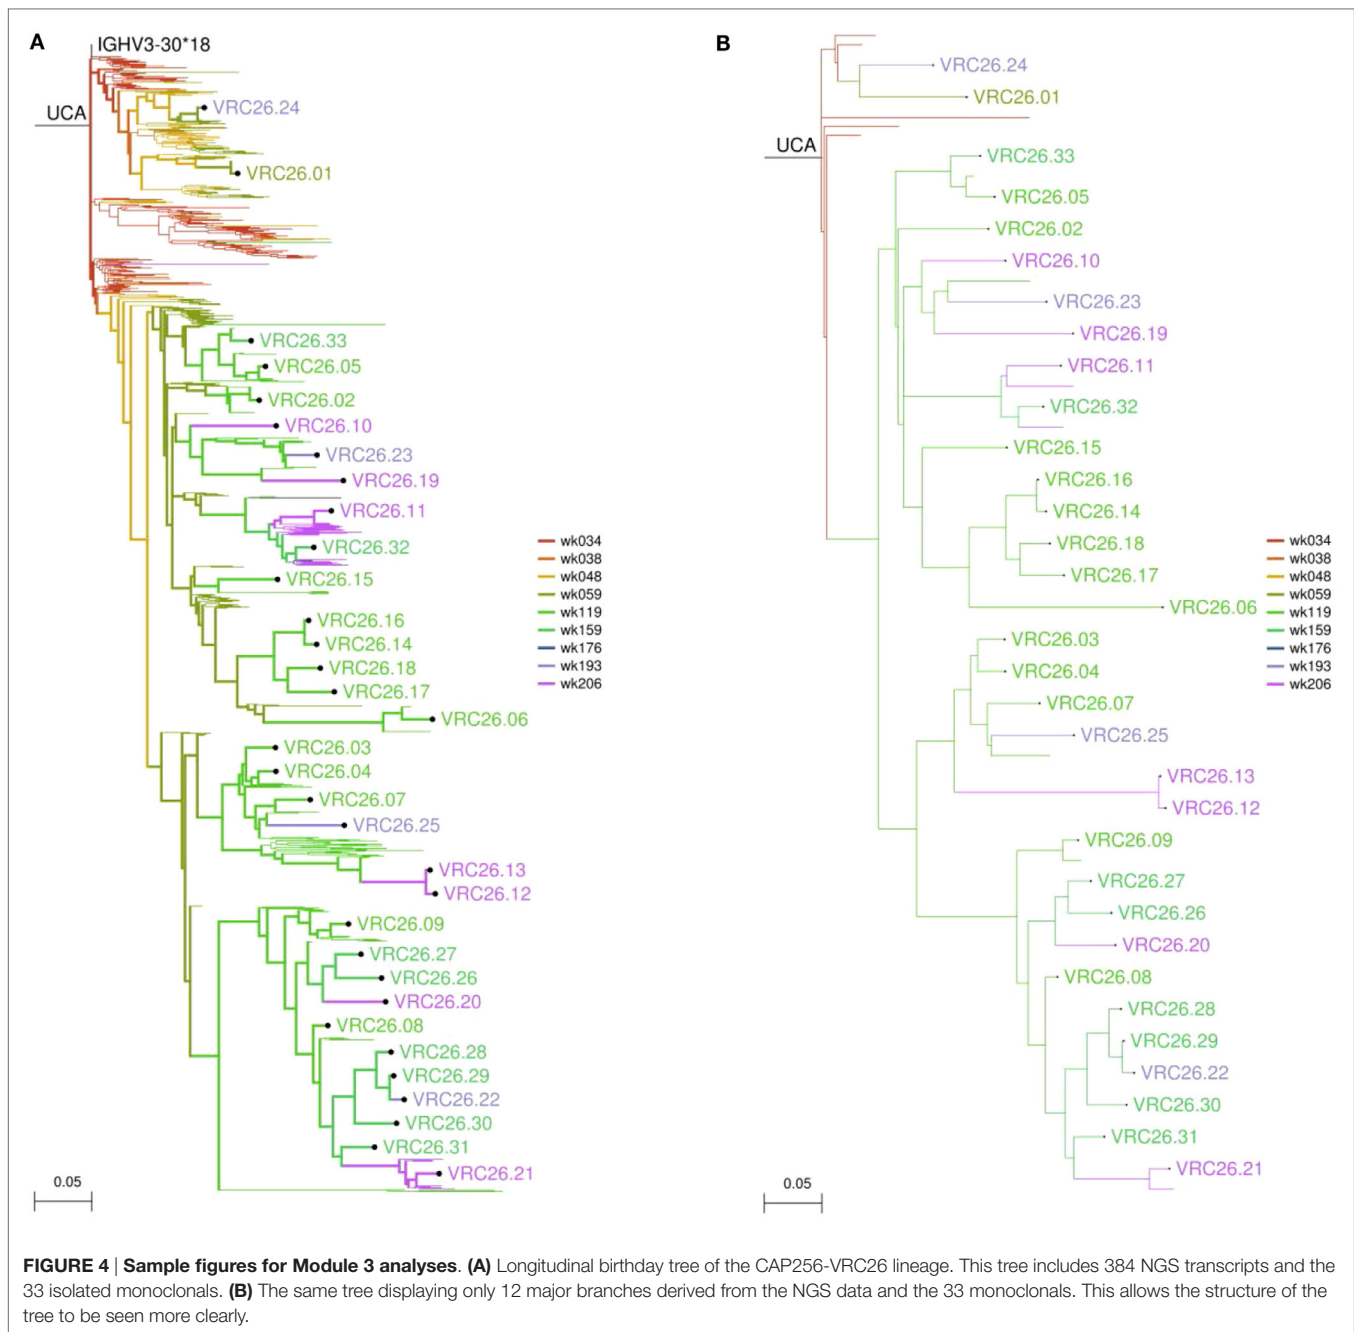 A
IGHV3-30*18
UCA
VRC26.24
VRC26.01
VRC26.33
VRC26.05
VRC26.02
VRC26.10
VRC26.23
VRC26.19
VRC26.11
VRC26.32
VRC26.15
VRC26.16
VRC26.14
VRC26.18
VRC26.17
VRC26.06
VRC26.03
VRC26.04
VRC26.07
VRC26.25
VRC26.13
VRC26.12
VRC26.09
VRC26.27
VRC26.26
VRC26.20
VRC26.08
VRC26.28
VRC26.29
VRC26.22
VRC26.30
VRC26.31
VRC26.21
0.05
wk034
wk038
wk048
wk059
wk119
wk159
wk176
wk193
wk206
B
VRC26.24
VRC26.01
UCA
VRC26.33
VRC26.05
VRC26.02
VRC26.10
VRC26.23
VRC26.19
VRC26.11
VRC26.32
VRC26.15
VRC26.16
VRC26.14
VRC26.18
VRC26.17
VRC26.06
VRC26.03
VRC26.04
VRC26.07
VRC26.25
VRC26.13
VRC26.12
VRC26.09
VRC26.27
VRC26.26
VRC26.20
VRC26.08
VRC26.28
VRC26.29
VRC26.22
VRC26.30
VRC26.31
VRC26.21
0.05
wk034
wk038
wk048
wk059
wk119
wk159
wk176
wk193
wk206
FIGURE 4 | Sample figures for Module 3 analyses. (A) Longitudinal birthday tree of the CAP256-VRC26 lineage. This tree includes 384 NGS transcripts and the
33 isolated monoclonals. (B) The same tree displaying only 12 major branches derived from the NGS data and the 33 monoclonals. This allows the structure of the
tree to be seen more clearly.